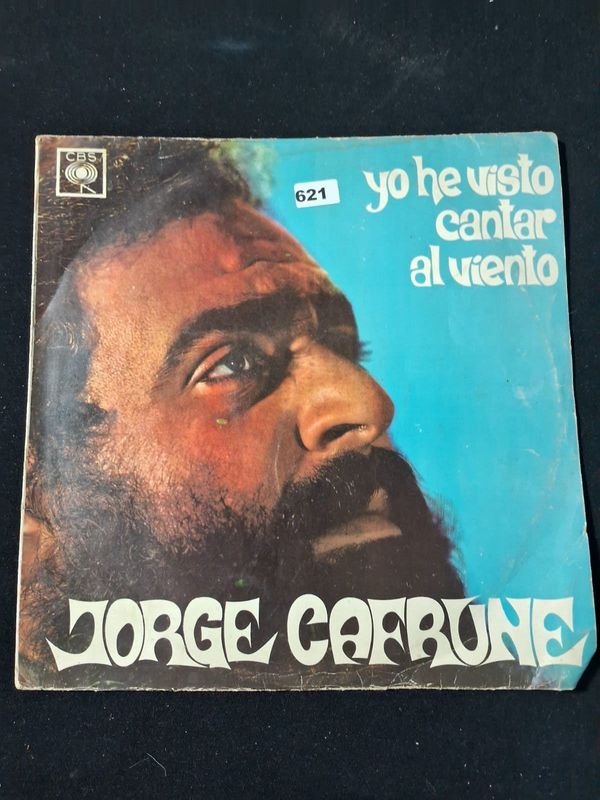 CBS
621
yo he visto
cantar
al viento
JORGE CAFRUNE